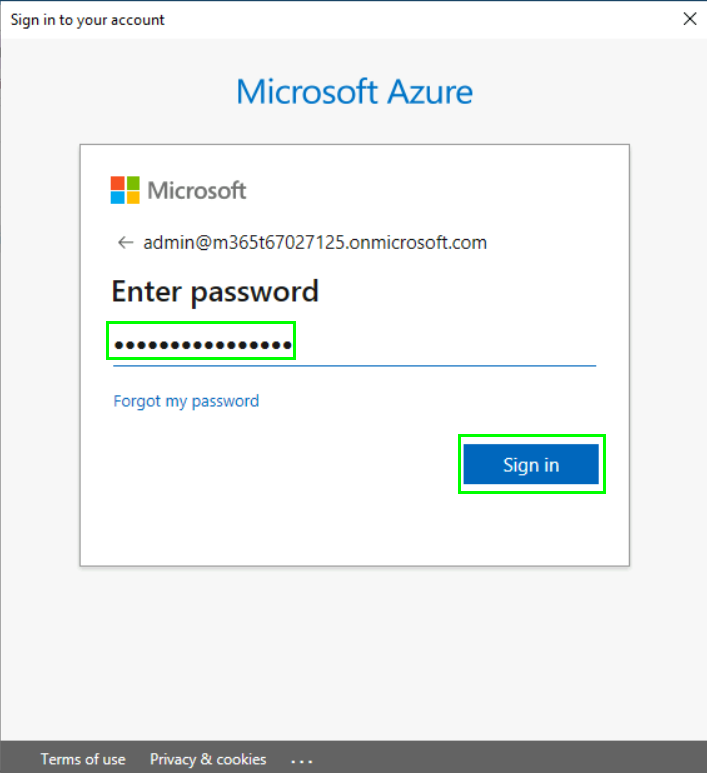 Sign in to your account
Microsoft Azure
Microsoft
admin@m365t67027125.onmicrosoft.com
Enter password
••••••••••••••••
Forgot my password
Sign in
Terms of use Privacy & cookies ...